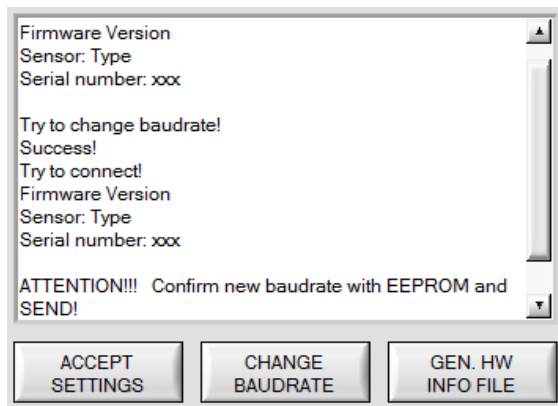 Firmware Version
Sensor: Type
Serial number: xxx
Try to change baudrate!
Success!
Try to connect!
Firmware Version
Sensor: Type
Serial number: xxx
ATTENTION!!!   Confirm new baudrate with EEPROM and
SEND!
ACCEPT
SETTINGS
CHANGE
BAUDRATE
GEN. HW
INFO FILE